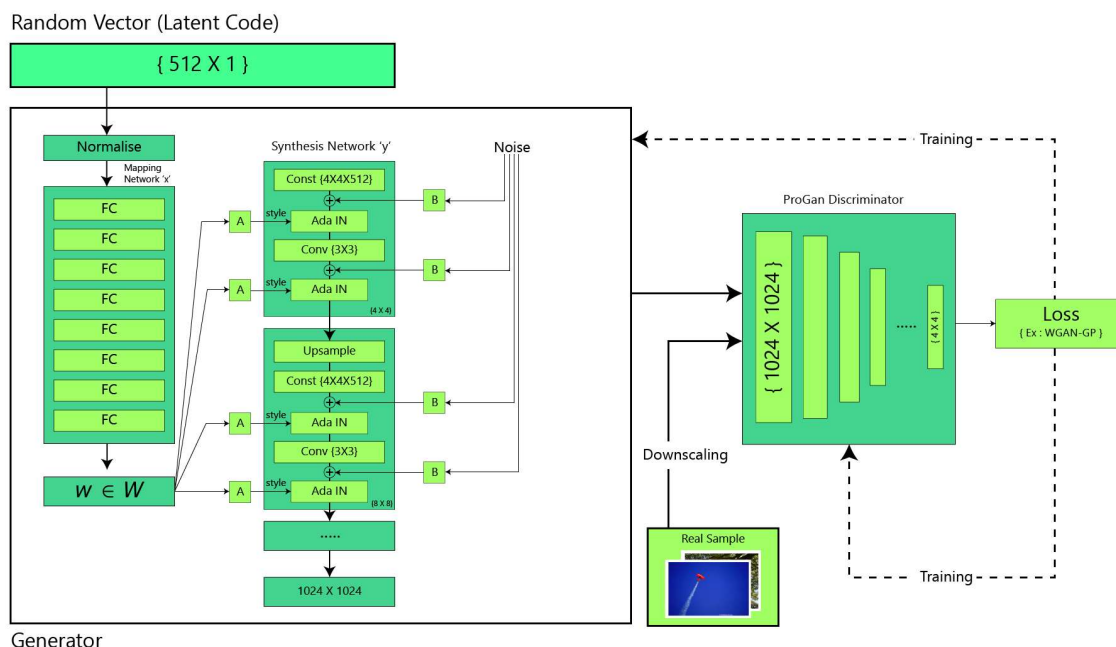 Random Vector (Latent Code)
{ 512 X 1 }
Normalise
Mapping
Network 'x'
FC
FC
FC
FC
FC
FC
FC
FC
w ∈ W
Synthesis Network 'y'
Noise
Const {4X4X512}
B
A
style
Ada IN
Conv {3X3}
B
A
style
Ada IN
{4 X 4}
Upsample
Const {4X4X512}
B
A
style
Ada IN
Conv {3X3}
B
A
style
Ada IN
{8 X 8}
.....
1024 X 1024
Generator
Training
ProGan Discriminator
{ 1024 X 1024 }
.....
{ 4 X 4 }
Loss
{ Ex : WGAN-GP }
Downscaling
Real Sample
Training